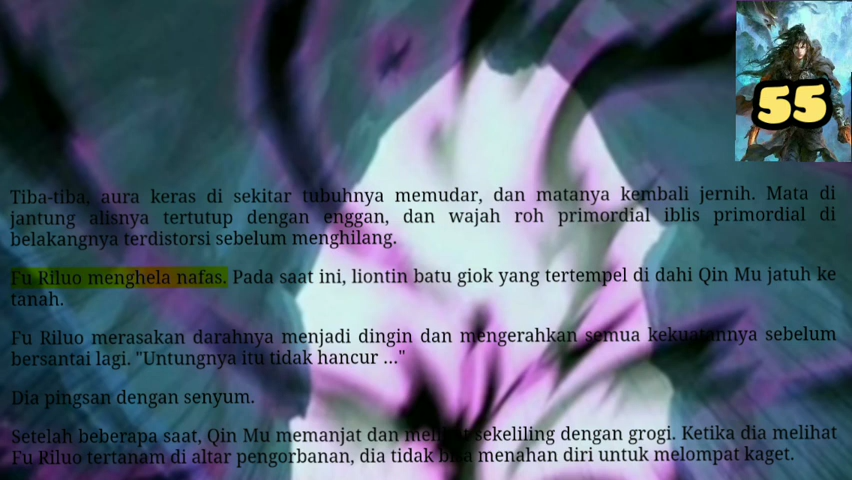 55
Tiba-tiba, aura keras di sekitar tubuhnya memudar, dan matanya kembali jernih. Mata di
jantung alisnya tertutup dengan enggan, dan wajah roh primordial iblis primordial di
belakangnya terdistorsi sebelum menghilang.
Fu Riluo menghela nafas. Pada saat ini, liontin batu giok yang tertempel di dahi Qin Mu jatuh ke
tanah.
Fu Riluo merasakan darahnya menjadi dingin dan mengerahkan semua kekuatannya sebelum
bersantai lagi. "Untungnya itu tidak hancur ..."
Dia pingsan dengan senyum.
Setelah beberapa saat, Qin Mu memanjat dan melihat sekeliling dengan grogi. Ketika dia melihat
Fu Riluo tertanam di altar pengorbanan, dia tidak bisa menahan diri untuk melompat kaget.